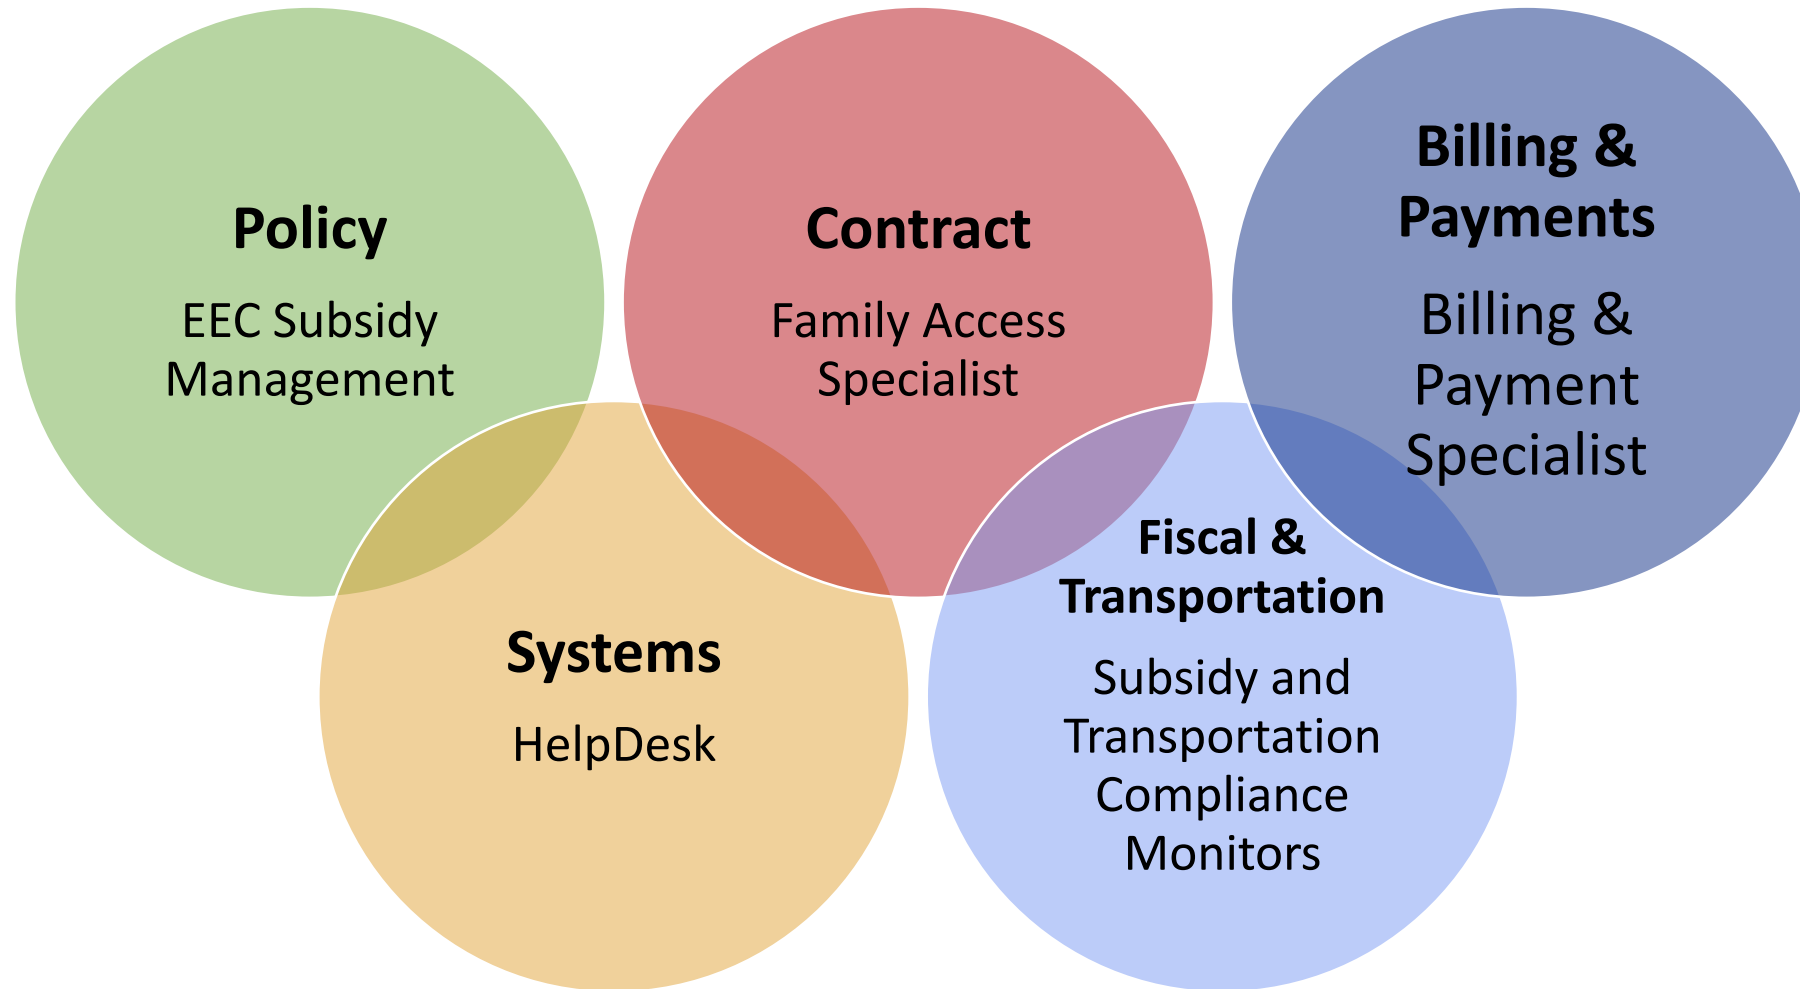 Policy
EEC Subsidy
Management
Contract
Family Access
Specialist
Billing &
Payments
Billing &
Payment
Specialist
Systems
HelpDesk
Fiscal &
Transportation
Subsidy and
Transportation
Compliance
Monitors